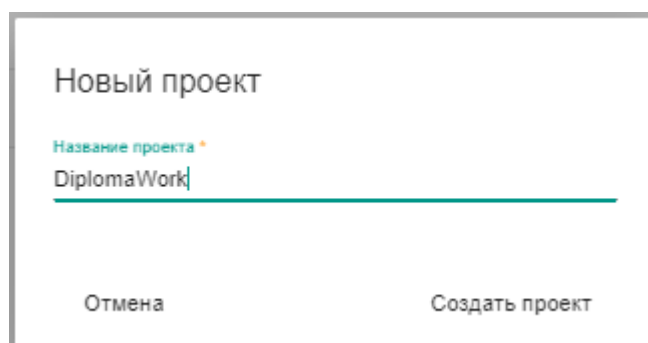 Новый проект
Название проекта *
DiplomaWork
Отмена Создать проект